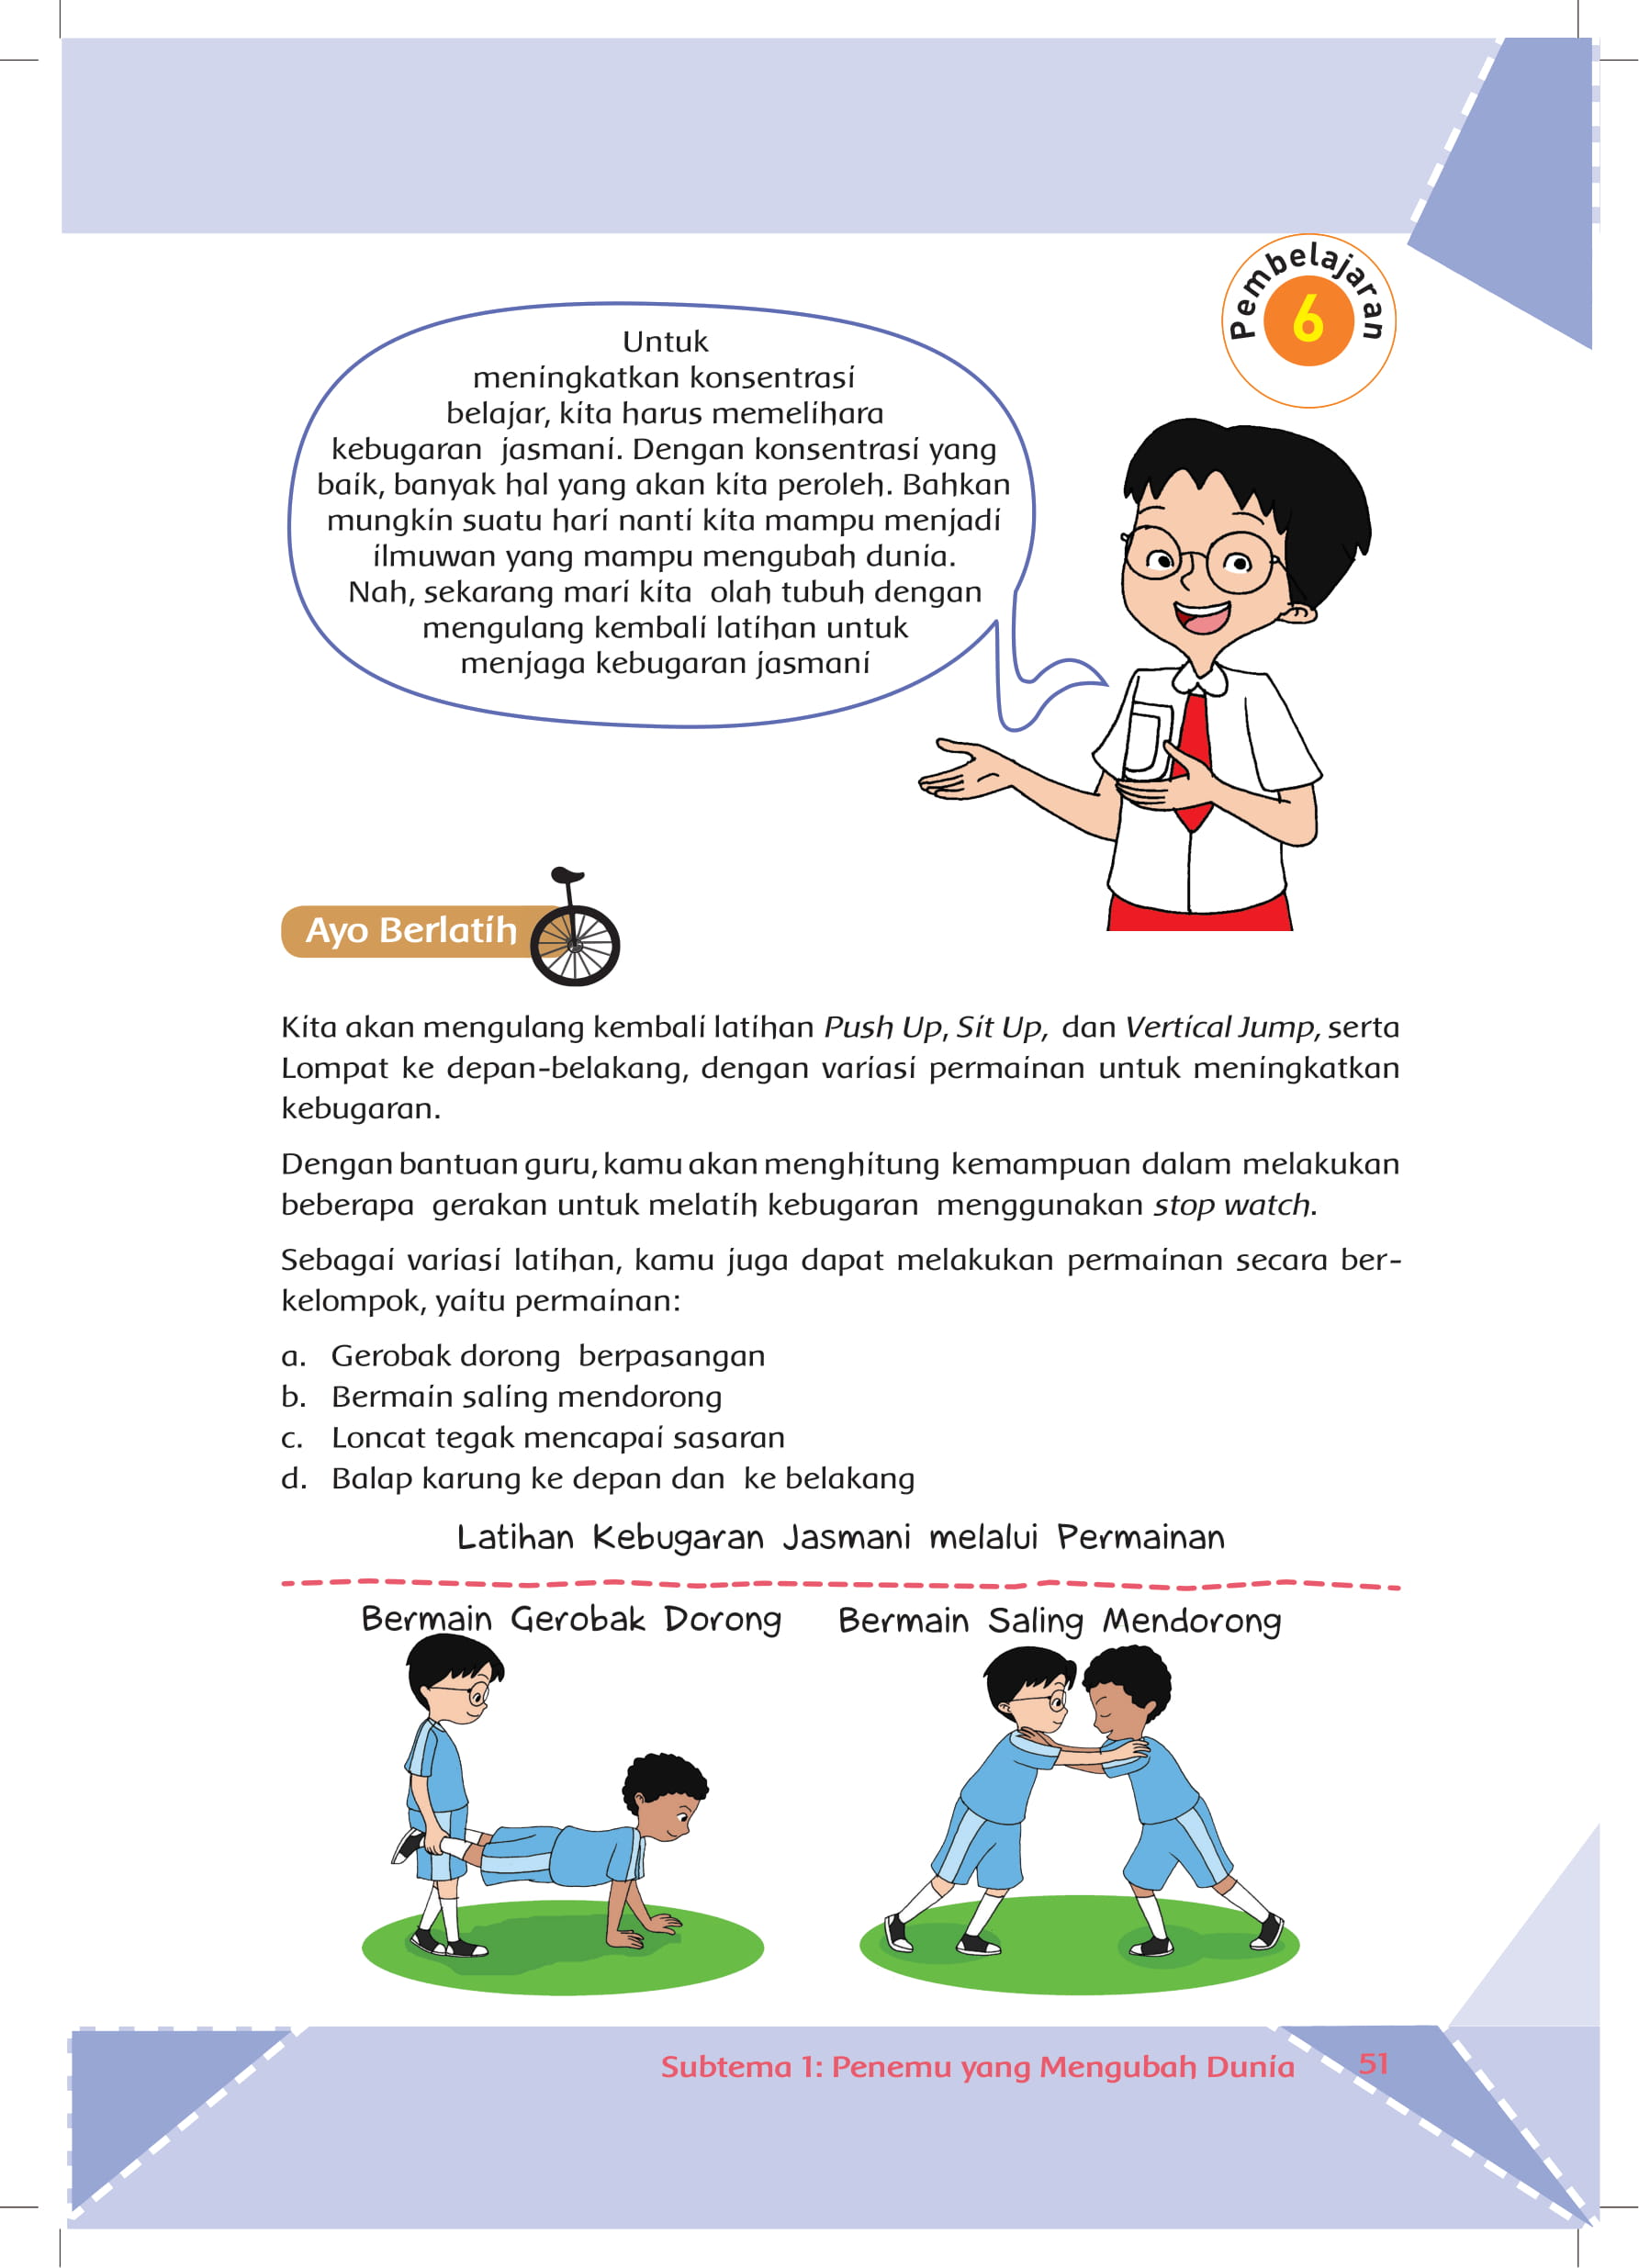 Pembelajaran
6
Untuk
meningkatkan konsentrasi
belajar, kita harus memelihara
kebugaran jasmani. Dengan konsentrasi yang
baik, banyak hal yang akan kita peroleh. Bahkan
mungkin suatu hari nanti kita mampu menjadi
ilmuwan yang mampu mengubah dunia.
Nah, sekarang mari kita olah tubuh dengan
mengulang kembali latihan untuk
menjaga kebugaran jasmani
Ayo Berlatih
Kita akan mengulang kembali latihan Push Up, Sit Up, dan Vertical Jump, serta
Lompat ke depan-belakang, dengan variasi permainan untuk meningkatkan
kebugaran.
Dengan bantuan guru, kamu akan menghitung kemampuan dalam melakukan
beberapa gerakan untuk melatih kebugaran menggunakan stop watch.
Sebagai variasi latihan, kamu juga dapat melakukan permainan secara ber-
kelompok, yaitu permainan:
a. Gerobak dorong berpasangan
b. Bermain saling mendorong
c. Loncat tegak mencapai sasaran
d. Balap karung ke depan dan ke belakang
Latihan Kebugaran Jasmani melalui Permainan
Bermain Gerobak Dorong
Bermain Saling Mendorong
Subtema 1: Penemu yang Mengubah Dunia
51